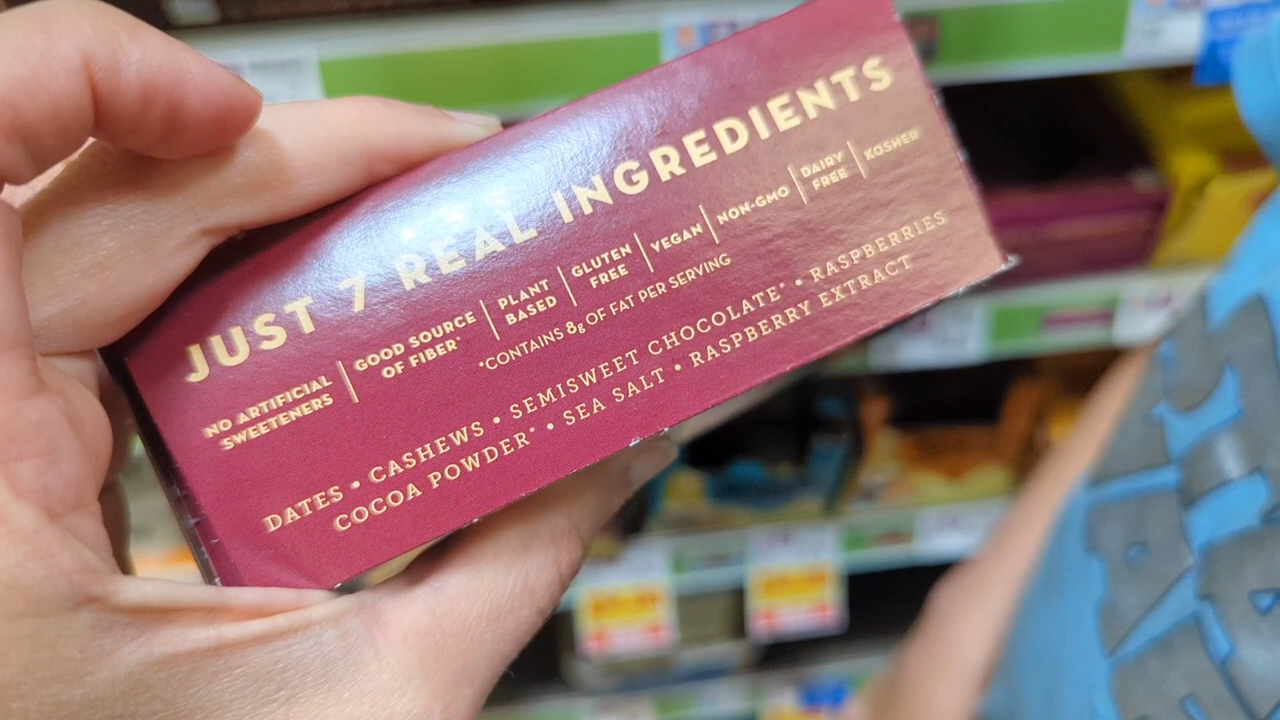 JUST 7 REAL INGREDIENTS
NO ARTIFICIAL
SWEETENERS
GOOD SOURCE
OF FIBER*
PLANT
BASED
GLUTEN
FREE
VEGAN
NON-GMO
DAIRY
FREE
KOSHER
*CONTAINS 8g OF FAT PER SERVING
DATES • CASHEWS • SEMISWEET CHOCOLATE* • RASPBERRIES
COCOA POWDER* • SEA SALT • RASPBERRY EXTRACT